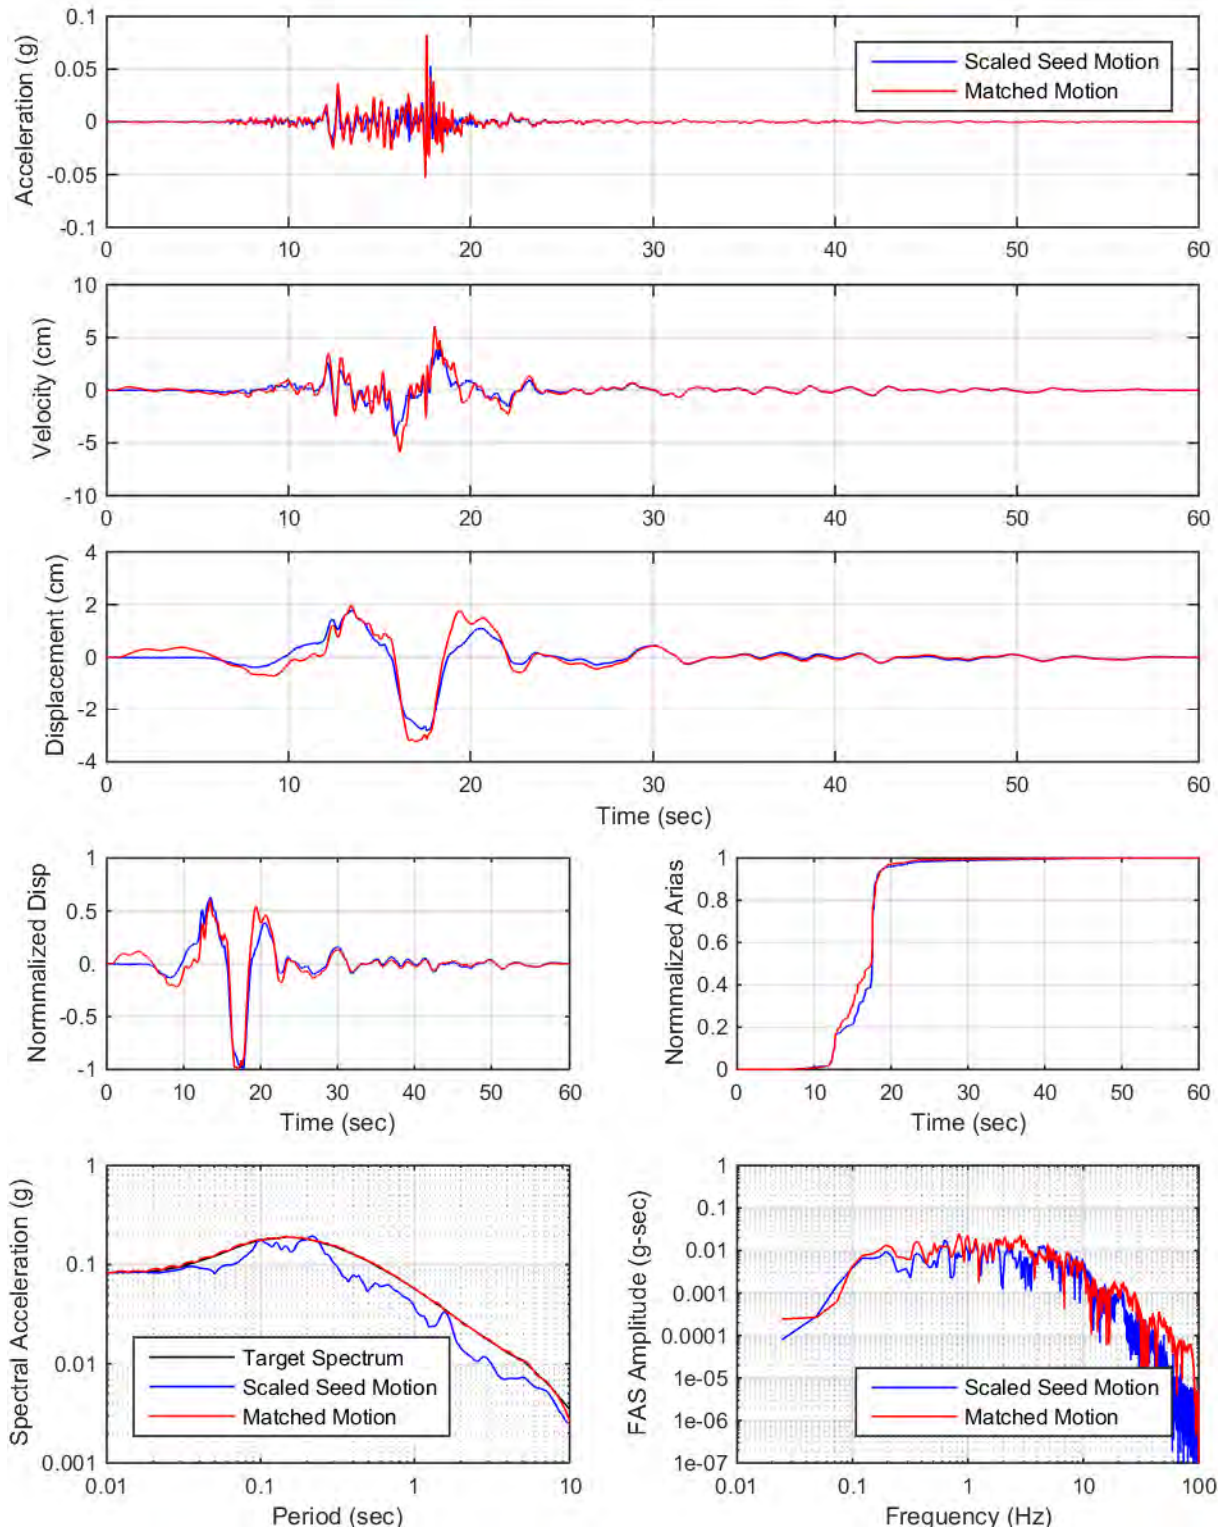 Acceleration (g)
0.1
0.05
0
-0.05
-0.1
Scaled Seed Motion
Matched Motion
0 10 20 30 40 50 60
Velocity (cm)
10
5
0
-5
-10
0 10 20 30 40 50 60
Displacement (cm)
4
2
0
-2
-4
0 10 20 30 40 50 60
Time (sec)
Normmalized Disp
1
0.5
0
-0.5
-1
0 10 20 30 40 50 60
Time (sec)
Normmalized Arias
1
0.8
0.6
0.4
0.2
0
0 10 20 30 40 50 60
Time (sec)
Spectral Acceleration (g)
1
0.1
0.01
0.001
Target Spectrum
Scaled Seed Motion
Matched Motion
0.01 0.1 1 10
Period (sec)
FAS Amplitude (g-sec)
1
0.1
0.01
0.001
0.0001
1e-05
1e-06
1e-07
Scaled Seed Motion
Matched Motion
0.01 0.1 1 10 100
Frequency (Hz)